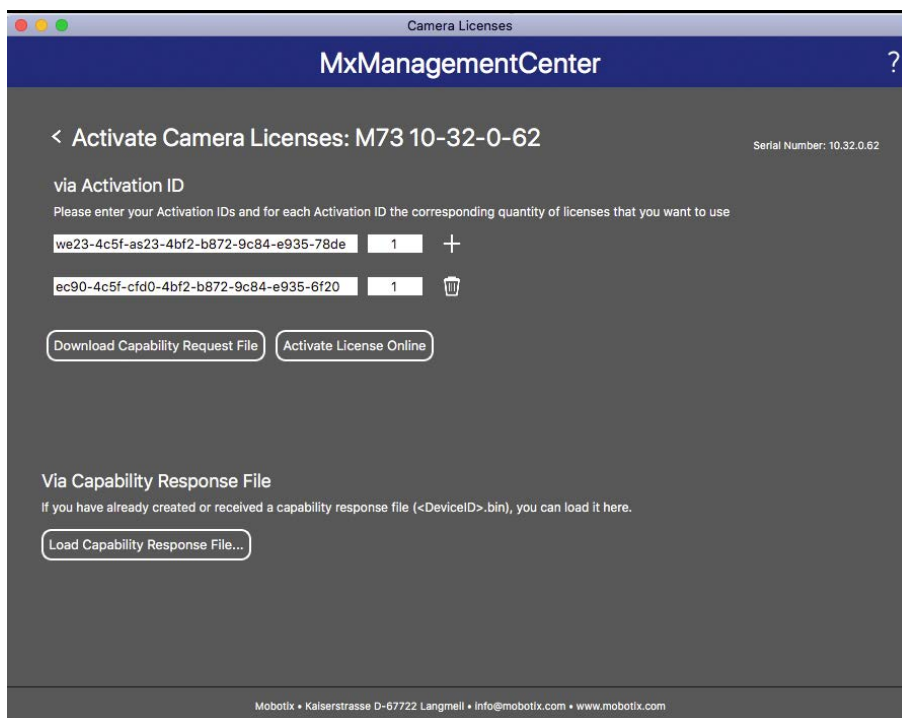 Camera Licenses
MxManagementCenter
?
< Activate Camera Licenses: M73 10-32-0-62
Serial Number: 10.32.0.62
via Activation ID
Please enter your Activation IDs and for each Activation ID the corresponding quantity of licenses that you want to use
we23-4c5f-as23-4bf2-b872-9c84-e935-78de 1 +
ec90-4c5f-cfd0-4bf2-b872-9c84-e935-6f20 1
Download Capability Request File Activate License Online
Via Capability Response File
If you have already created or received a capability response file (<DeviceID>.bin), you can load it here.
Load Capability Response File...
Mobotix • Kaiserstrasse D-67722 Langmeil • info@mobotix.com • www.mobotix.com